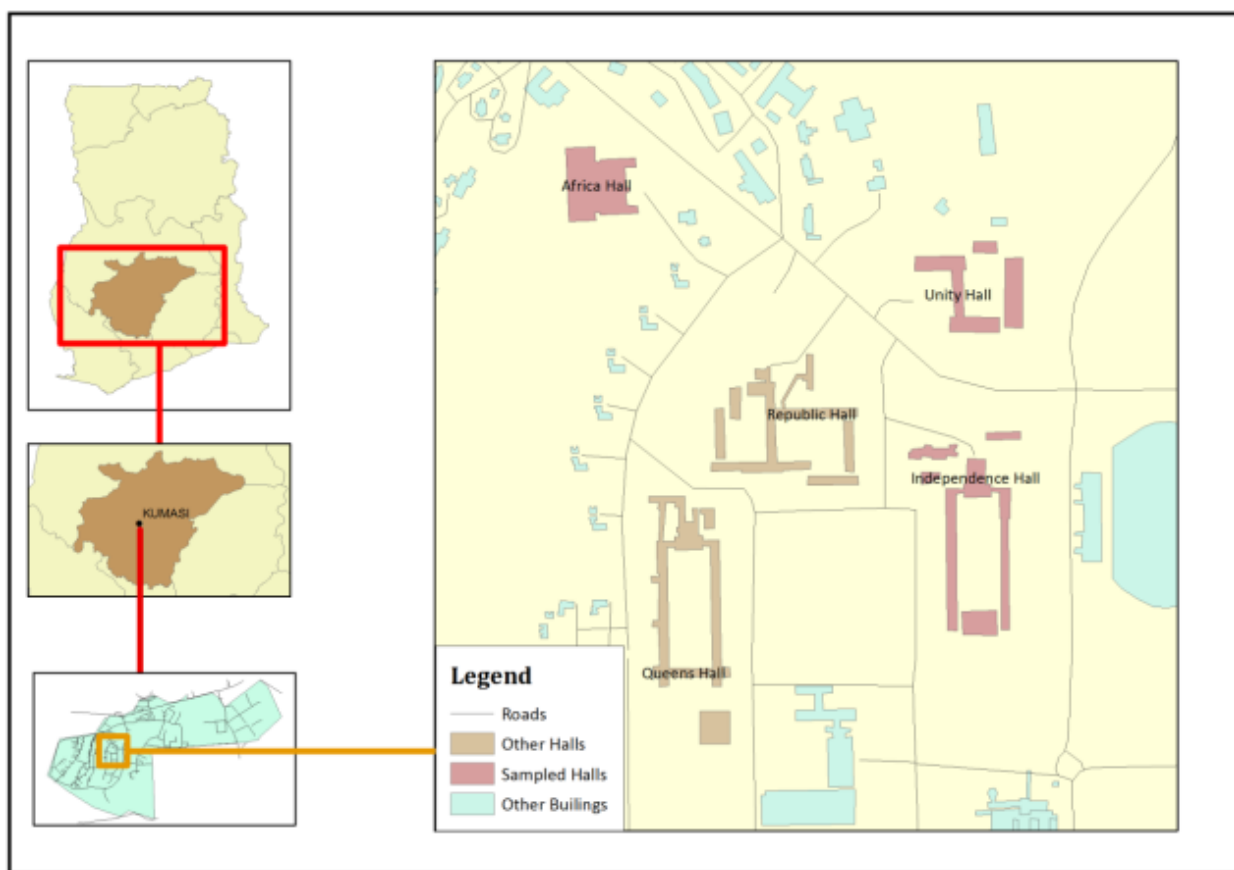 Africa Hall
Unity Hall
Republic Hall
Independence Hall
KUMASI
Queens Hall
Legend
Roads
Other Halls
Sampled Halls
Other Builings